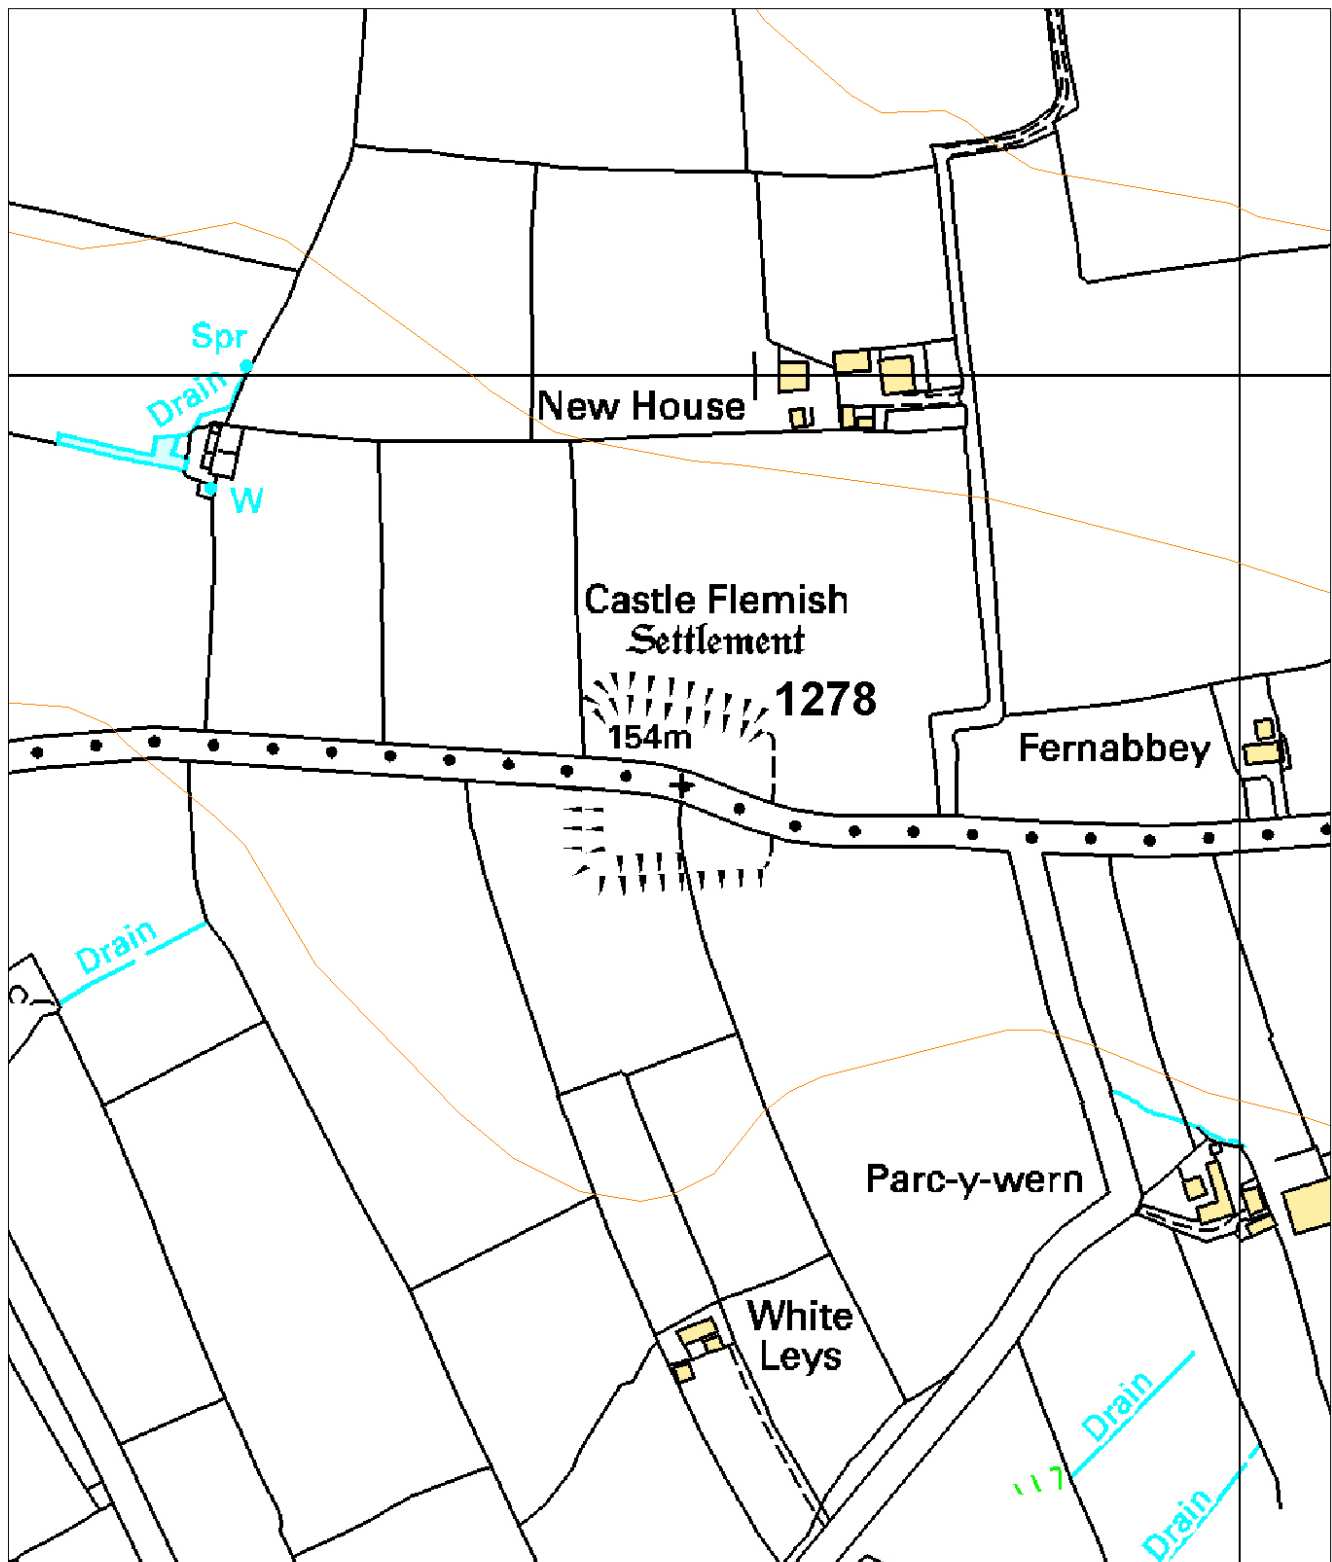 Spr
Drain
New House
W
Castle Flemish
Settlement
1278
154m
Fernabbey
Drain
Parc-y-wern
White
Leys
Drain
Drain